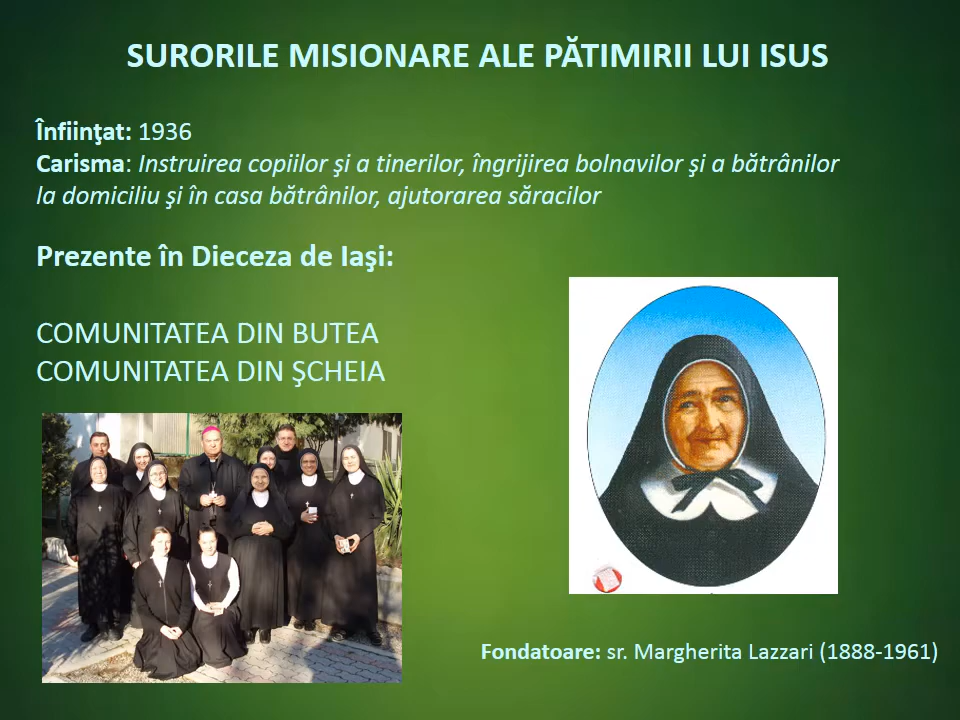 SURORILE MISIONARE ALE PĂTIMIRII LUI ISUS
Înfiinţat: 1936
Carisma: Instruirea copiilor şi a tinerilor, îngrijirea bolnavilor şi a bătrânilor
la domiciliu şi în casa bătrânilor, ajutorarea săracilor
Prezente în Dieceza de Iaşi:
COMUNITATEA DIN BUTEA
COMUNITATEA DIN ŞCHEIA
Fondatoare: sr. Margherita Lazzari (1888-1961)